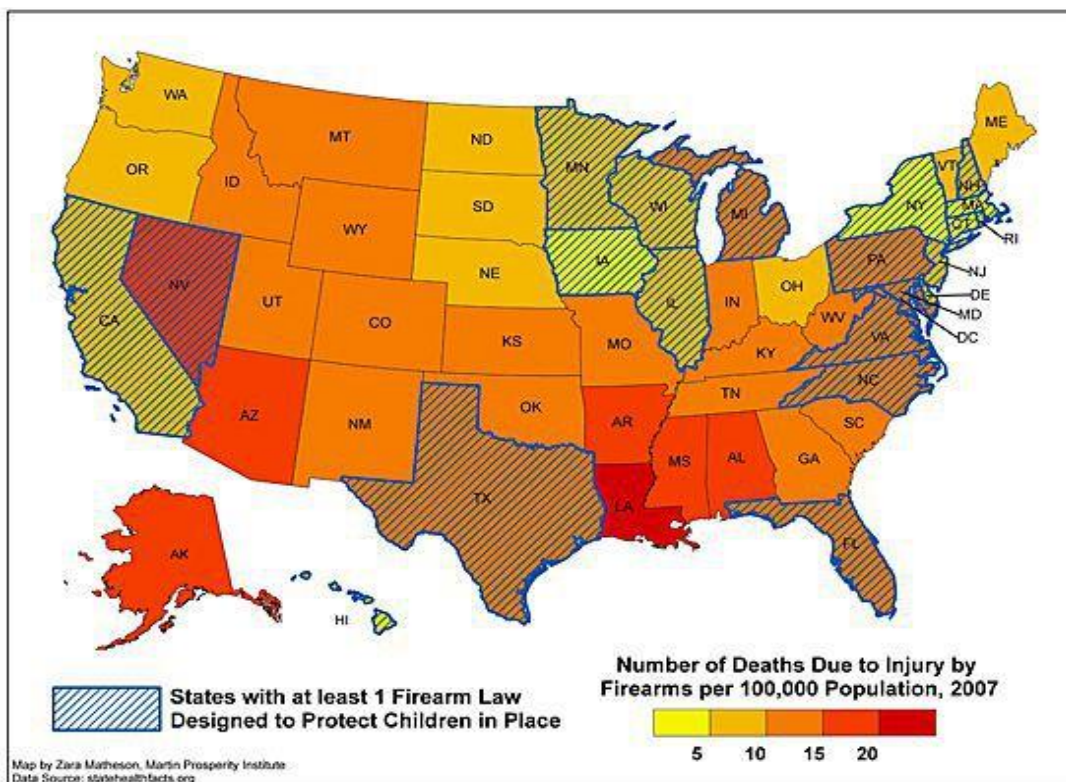 WA
MT
ND
ME
OR
MN
VT
ID
NH
SD
WI
NY
MA
WY
MI
CT
RI
IA
PA
NE
NJ
NV
OH
DE
UT
IL
IN
MD
CA
CO
WV
VA
DC
KS
MO
KY
NC
TN
OK
AZ
NM
AR
SC
MS
AL
GA
TX
LA
FL
AK
HI
States with at least 1 Firearm Law
Designed to Protect Children in Place
Number of Deaths Due to Injury by
Firearms per 100,000 Population, 2007
5 10 15 20
Map by Zara Matheson, Martin Prosperity Institute
Data Source: statehealthfacts.org